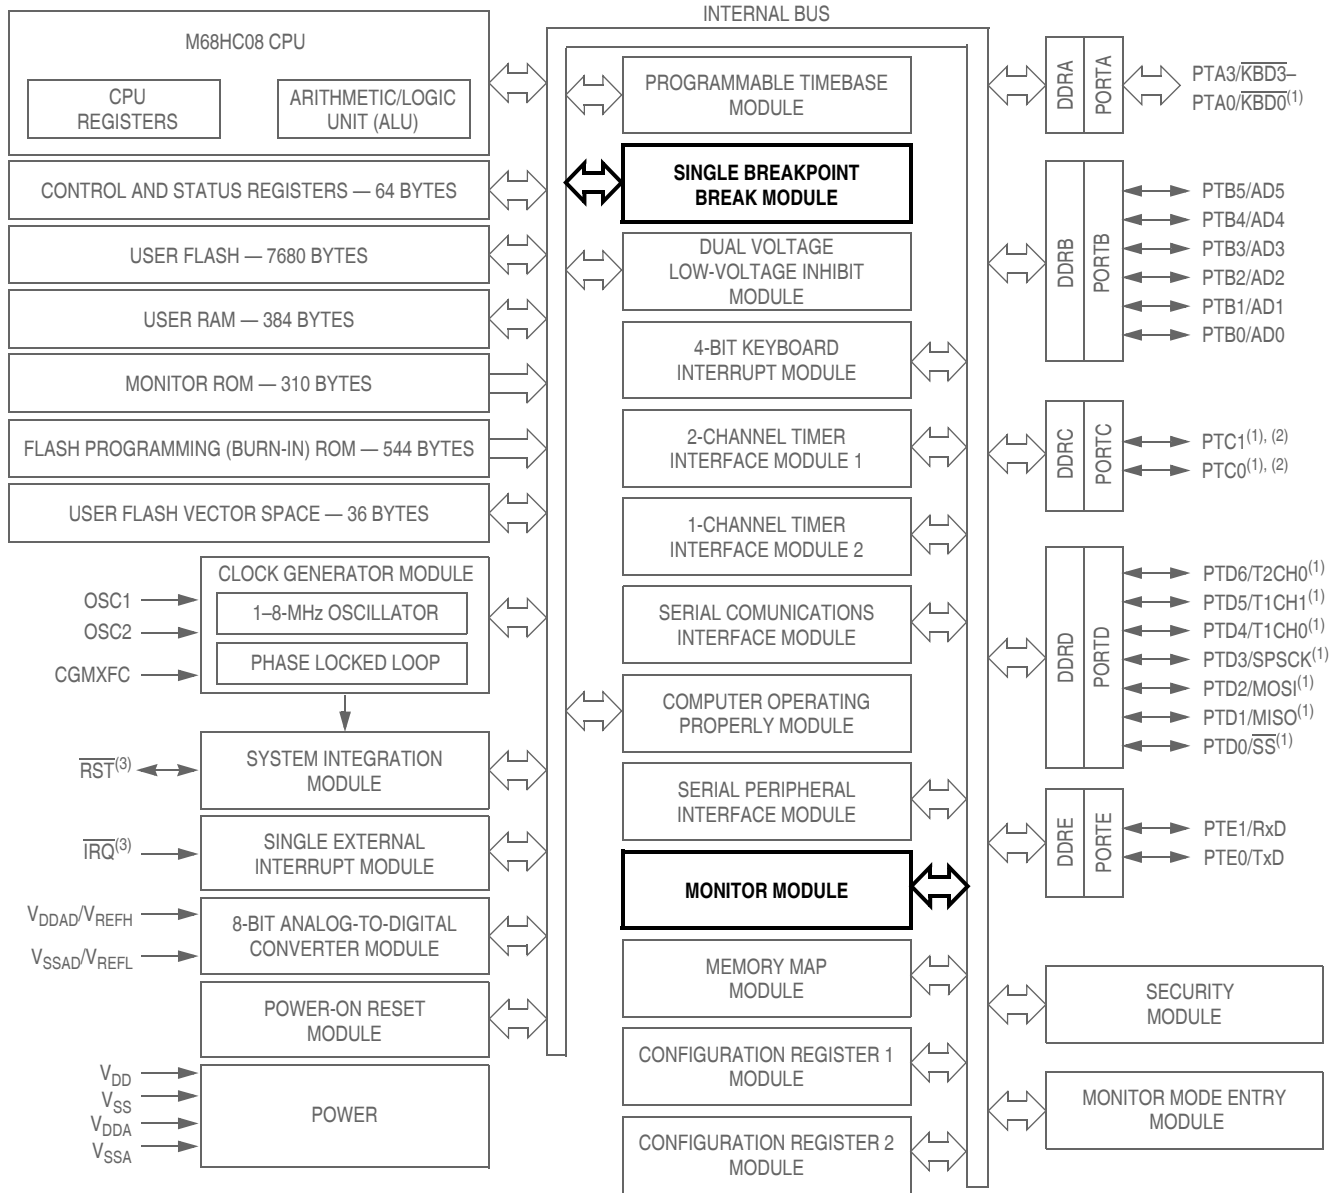 INTERNAL BUS
M68HC08 CPU
CPU
REGISTERS
ARITHMETIC/LOGIC
UNIT (ALU)
CONTROL AND STATUS REGISTERS — 64 BYTES
USER FLASH — 7680 BYTES
USER RAM — 384 BYTES
MONITOR ROM — 310 BYTES
FLASH PROGRAMMING (BURN-IN) ROM — 544 BYTES
USER FLASH VECTOR SPACE — 36 BYTES
CLOCK GENERATOR MODULE
1–8-MHz OSCILLATOR
PHASE LOCKED LOOP
OSC1
OSC2
CGMXFC
SYSTEM INTEGRATION
MODULE
RST(3)
SINGLE EXTERNAL
INTERRUPT MODULE
IRQ(3)
8-BIT ANALOG-TO-DIGITAL
CONVERTER MODULE
VDDAD/VREFH
VSSAD/VREFL
POWER-ON RESET
MODULE
POWER
VDD
VSS
VDDA
VSSA
PROGRAMMABLE TIMEBASE
MODULE
SINGLE BREAKPOINT
BREAK MODULE
DUAL VOLTAGE
LOW-VOLTAGE INHIBIT
MODULE
4-BIT KEYBOARD
INTERRUPT MODULE
2-CHANNEL TIMER
INTERFACE MODULE 1
1-CHANNEL TIMER
INTERFACE MODULE 2
SERIAL COMUNICATIONS
INTERFACE MODULE
COMPUTER OPERATING
PROPERLY MODULE
SERIAL PERIPHERAL
INTERFACE MODULE
MONITOR MODULE
MEMORY MAP
MODULE
CONFIGURATION REGISTER 1
MODULE
CONFIGURATION REGISTER 2
MODULE
DDRA
PORTA
PTA3/KBD3–
PTA0/KBD0(1)
DDRB
PORTB
PTB5/AD5
PTB4/AD4
PTB3/AD3
PTB2/AD2
PTB1/AD1
PTB0/AD0
DDRC
PORTC
PTC1(1), (2)
PTC0(1), (2)
DDRD
PORTD
PTD6/T2CH0(1)
PTD5/T1CH1(1)
PTD4/T1CH0(1)
PTD3/SPSCK(1)
PTD2/MOSI(1)
PTD1/MISO(1)
PTD0/SS(1)
DDRE
PORTE
PTE1/RxD
PTE0/TxD
SECURITY
MODULE
MONITOR MODE ENTRY
MODULE